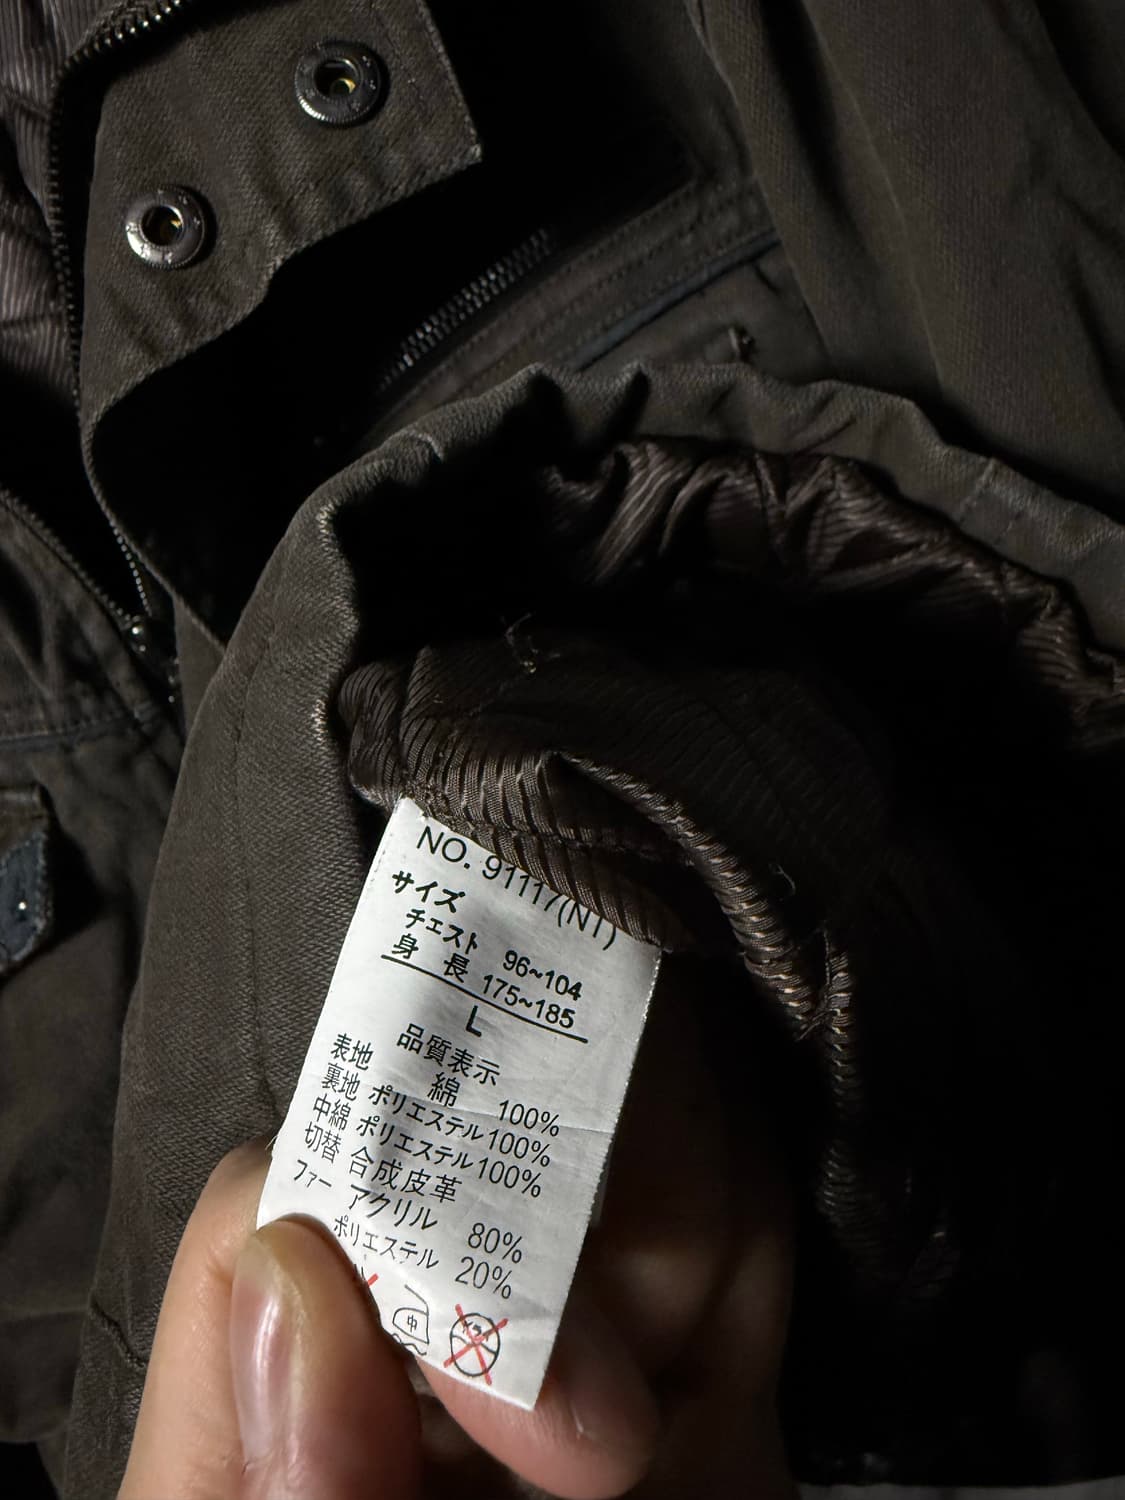 NO. 91117(NT)
サイズ
チェスト 96~104
身 長 175~185
L
品質表示
表地 綿 100%
裏地 ポリエステル 100%
中綿 ポリエステル 100%
切替 合成皮革
ファー アクリル 80%
ポリエステル 20%
中